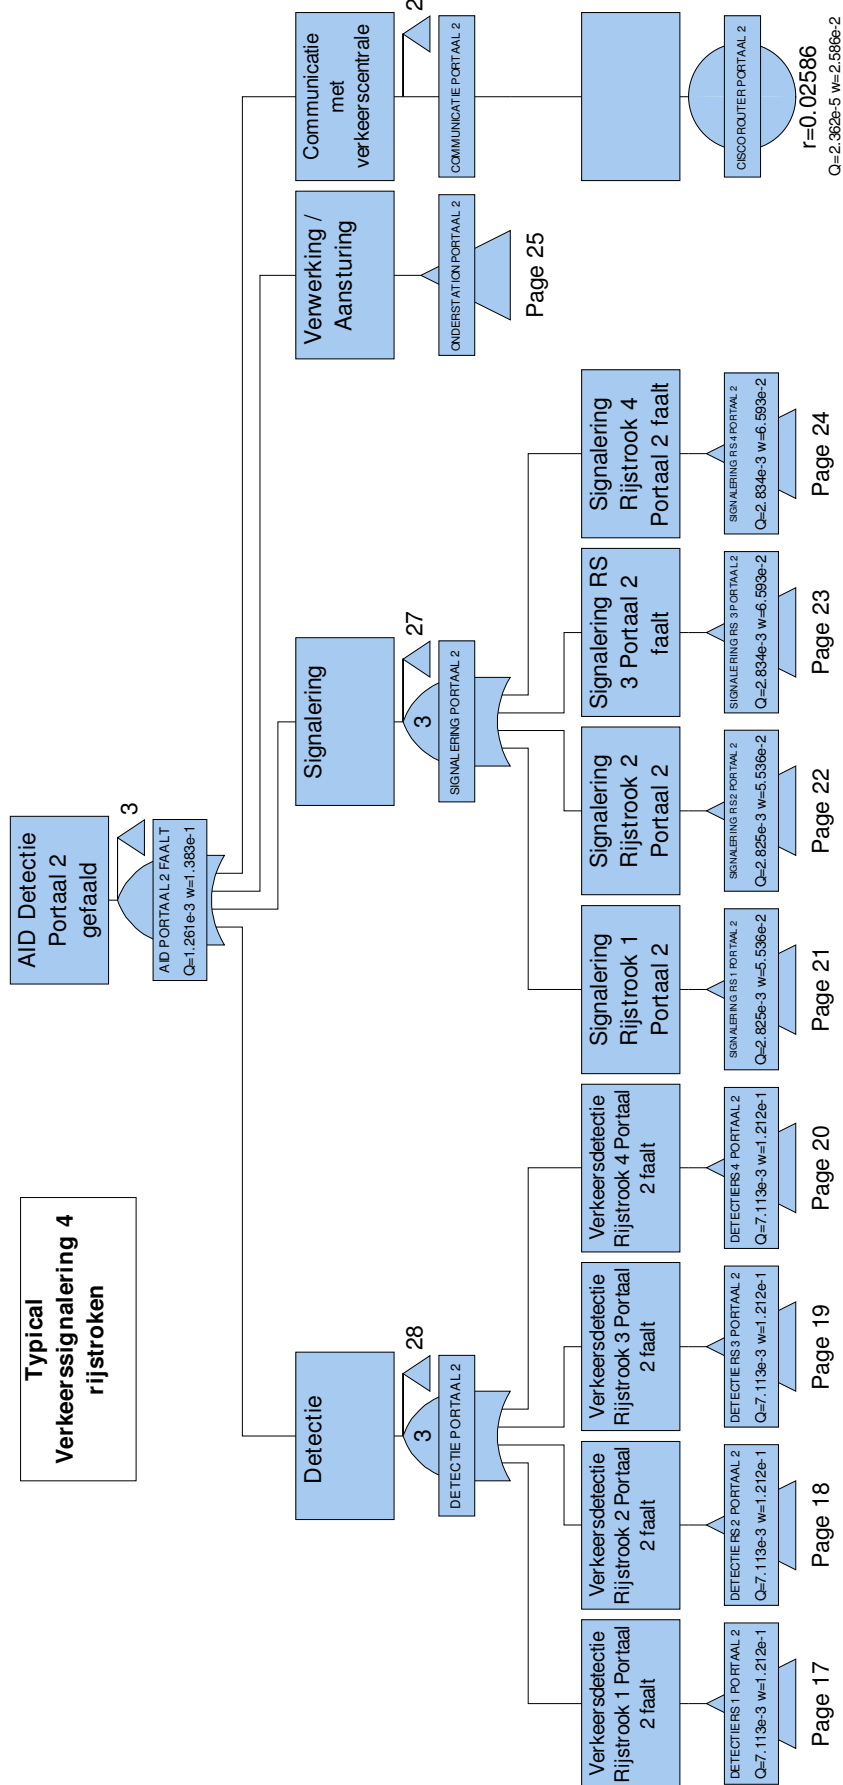 Typical
Verkeerssignalering 4
rijstroken
AID Detectie
Portaal 2
gefaald
3
AID PORTAAL 2 FAALT
Q=1.261e-3 w=1.383e-1
Detectie
28
3
DETECTIE PORTAAL 2
Signalering
27
3
SIGNALERING PORTAAL 2
Verwerking /
Aansturing
ONDERSTATION PORTAAL 2
Page 25
Communicatie
met
verkeerscentrale
COMMUNICATIE PORTAAL 2
Verkeersdetectie
Rijstrook 1 Portaal
2 faalt
DETECTIE RS 1 PORTAAL 2
Q=7.113e-3 w=1.212e-1
Page 17
Verkeersdetectie
Rijstrook 2 Portaal
2 faalt
DETECTIE RS 2 PORTAAL 2
Q=7.113e-3 w=1.212e-1
Page 18
Verkeersdetectie
Rijstrook 3 Portaal
2 faalt
DETECTIE RS 3 PORTAAL 2
Q=7.113e-3 w=1.212e-1
Page 19
Verkeersdetectie
Rijstrook 4 Portaal
2 faalt
DETECTIE RS 4 PORTAAL 2
Q=7.113e-3 w=1.212e-1
Page 20
Signalering
Rijstrook 1
Portaal 2
SIGNALERING RS 1 PORTAAL 2
Q=2.825e-3 w=5.536e-2
Page 21
Signalering
Rijstrook 2
Portaal 2
SIGNALERING RS 2 PORTAAL 2
Q=2.825e-3 w=5.536e-2
Page 22
Signalering RS
3 Portaal 2
faalt
SIGNALERING RS 3 PORTAAL 2
Q=2.834e-3 w=6.593e-2
Page 23
Signalering
Rijstrook 4
Portaal 2 faalt
SIGNALERING RS 4 PORTAAL 2
Q=2.834e-3 w=6.593e-2
Page 24
CISCO ROUTER PORTAAL 2
r=0.02586
Q=2.362e-5 w=2.586e-2